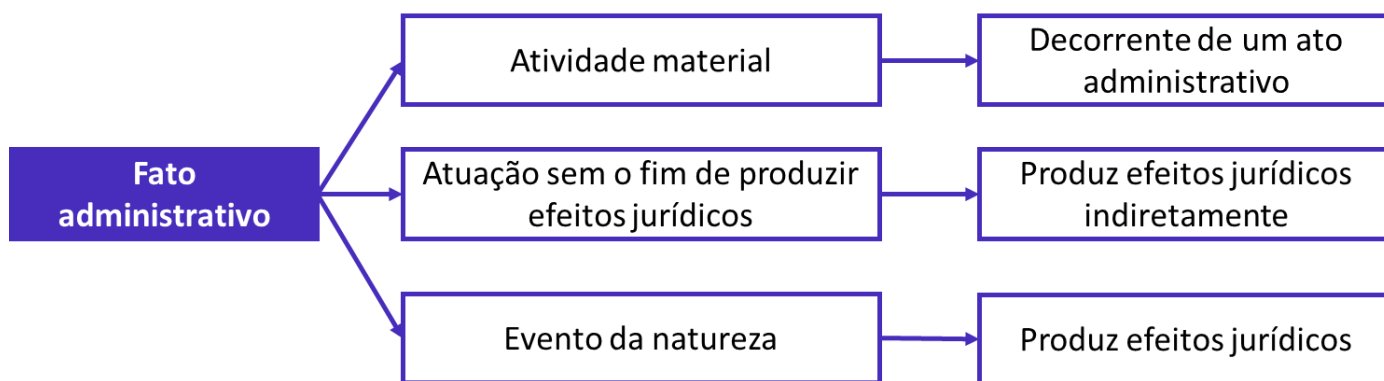 Fato
administrativo
Atividade material
Decorrente de um ato
administrativo
Atuação sem o fim de produzir
efeitos jurídicos
Produz efeitos jurídicos
indiretamente
Evento da natureza
Produz efeitos jurídicos